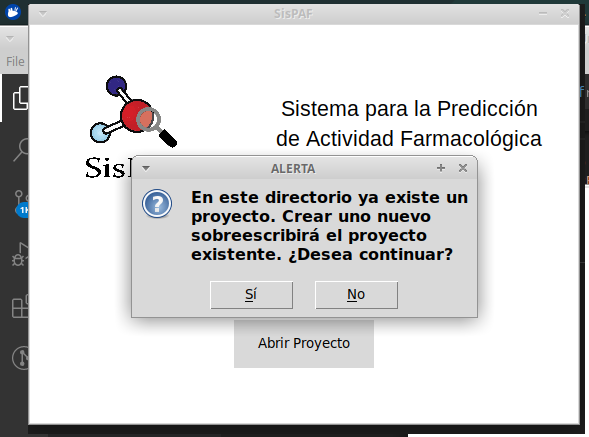 SisPAF
File
Sistema para la Predicción
de Actividad Farmacológica
ALERTA
En este directorio ya existe un
proyecto. Crear uno nuevo
sobreescribirá el proyecto
existente. ¿Desea continuar?
Sí
No
Abrir Proyecto
1K